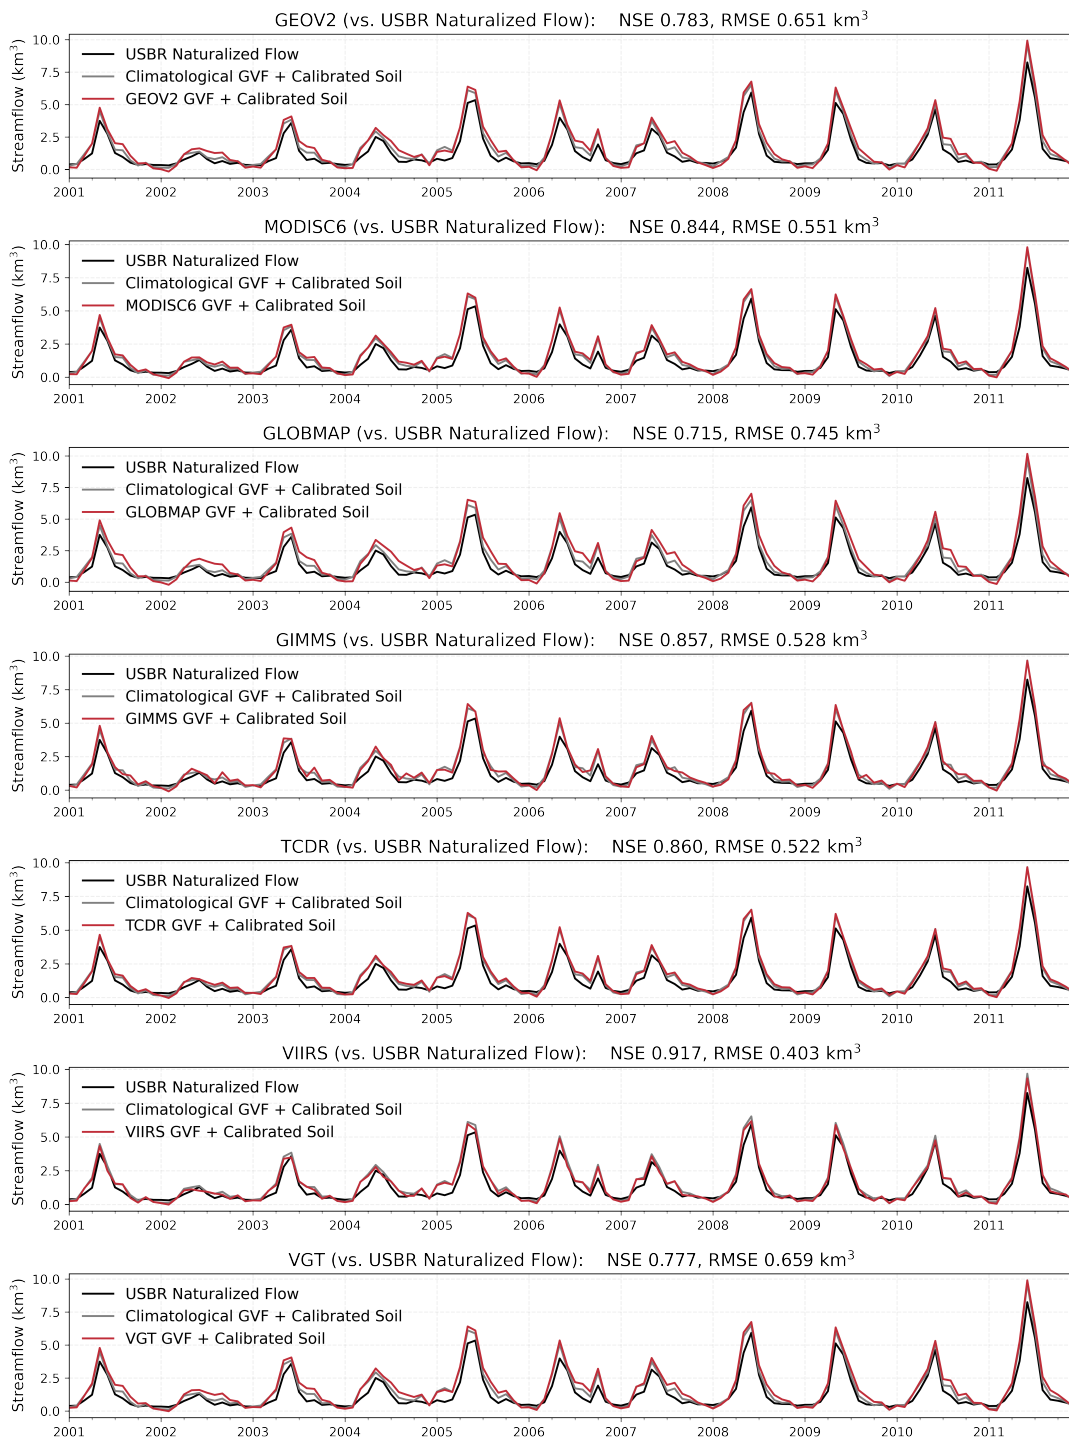 GEOV2 (vs. USBR Naturalized Flow): NSE 0.783, RMSE 0.651 km³
Streamflow (km³)
10.0
7.5
5.0
2.5
0.0
USBR Naturalized Flow
Climatological GVF + Calibrated Soil
GEOV2 GVF + Calibrated Soil
2001 2002 2003 2004 2005 2006 2007 2008 2009 2010 2011
MODISC6 (vs. USBR Naturalized Flow): NSE 0.844, RMSE 0.551 km³
Streamflow (km³)
10.0
7.5
5.0
2.5
0.0
USBR Naturalized Flow
Climatological GVF + Calibrated Soil
MODISC6 GVF + Calibrated Soil
2001 2002 2003 2004 2005 2006 2007 2008 2009 2010 2011
GLOBMAP (vs. USBR Naturalized Flow): NSE 0.715, RMSE 0.745 km³
Streamflow (km³)
10.0
7.5
5.0
2.5
0.0
USBR Naturalized Flow
Climatological GVF + Calibrated Soil
GLOBMAP GVF + Calibrated Soil
2001 2002 2003 2004 2005 2006 2007 2008 2009 2010 2011
GIMMS (vs. USBR Naturalized Flow): NSE 0.857, RMSE 0.528 km³
Streamflow (km³)
10.0
7.5
5.0
2.5
0.0
USBR Naturalized Flow
Climatological GVF + Calibrated Soil
GIMMS GVF + Calibrated Soil
2001 2002 2003 2004 2005 2006 2007 2008 2009 2010 2011
TCDR (vs. USBR Naturalized Flow): NSE 0.860, RMSE 0.522 km³
Streamflow (km³)
10.0
7.5
5.0
2.5
0.0
USBR Naturalized Flow
Climatological GVF + Calibrated Soil
TCDR GVF + Calibrated Soil
2001 2002 2003 2004 2005 2006 2007 2008 2009 2010 2011
VIIRS (vs. USBR Naturalized Flow): NSE 0.917, RMSE 0.403 km³
Streamflow (km³)
10.0
7.5
5.0
2.5
0.0
USBR Naturalized Flow
Climatological GVF + Calibrated Soil
VIIRS GVF + Calibrated Soil
2001 2002 2003 2004 2005 2006 2007 2008 2009 2010 2011
VGT (vs. USBR Naturalized Flow): NSE 0.777, RMSE 0.659 km³
Streamflow (km³)
10.0
7.5
5.0
2.5
0.0
USBR Naturalized Flow
Climatological GVF + Calibrated Soil
VGT GVF + Calibrated Soil
2001 2002 2003 2004 2005 2006 2007 2008 2009 2010 2011